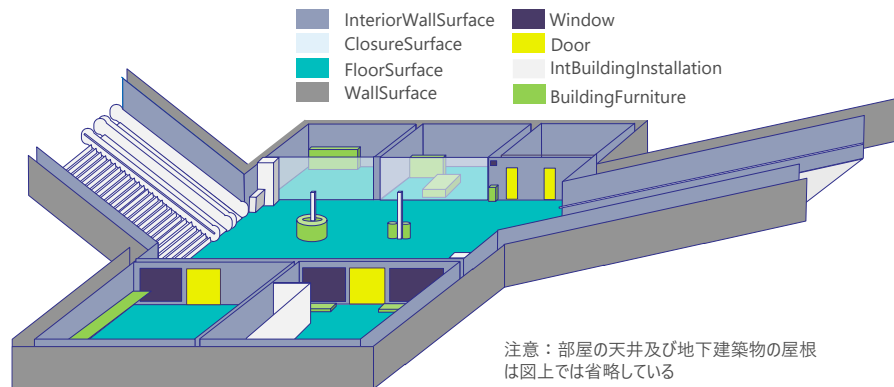 InteriorWallSurface
ClosureSurface
FloorSurface
WallSurface
Window
Door
IntBuildingInstallation
BuildingFurniture
注意：部屋の天井及び地下建築物の屋根
は図上では省略している